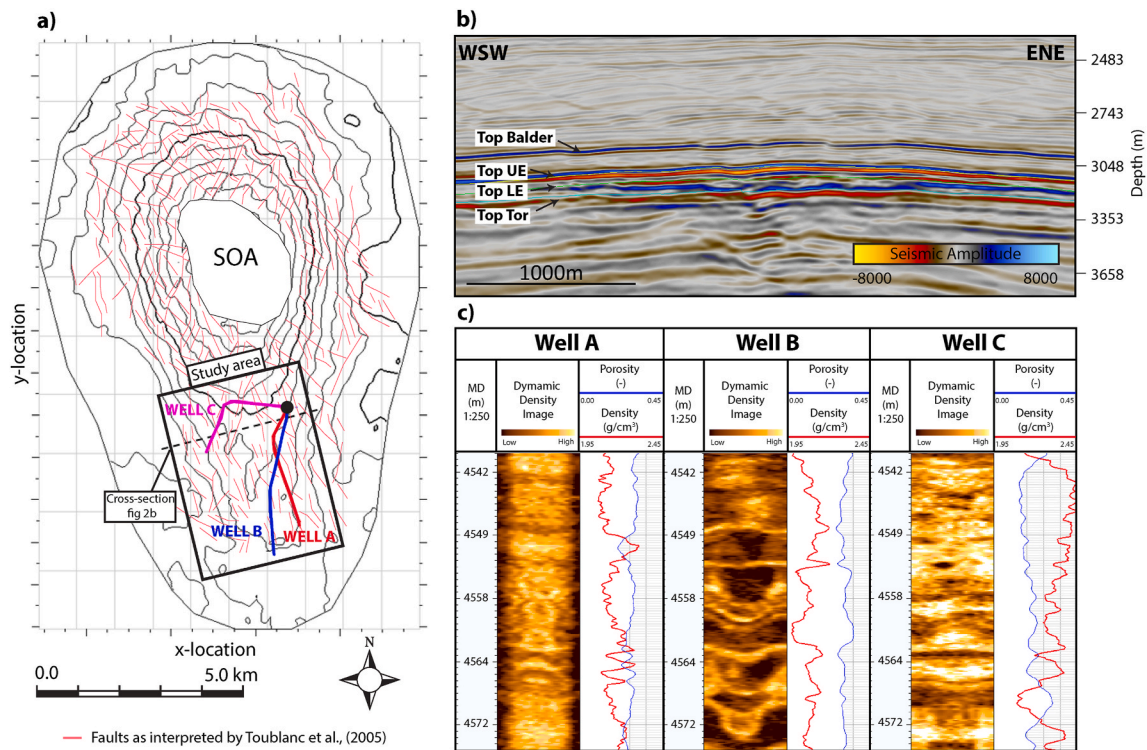 a)
SOA
y-location
Study area
WELL C
Cross-section
fig 2b
WELL B
WELL A
x-location
0.0
5.0 km
N
Faults as interpreted by Toublanc et al., (2005)
b)
WSW
ENE
Top Balder
Top UE
Top LE
Top Tor
1000m
Seismic Amplitude
-8000
8000
2483
2743
3048
3353
3658
Depth (m)
c)
Well A
Well B
Well C
MD
(m)
1:250
Dymamic
Density
Image
Low
High
Porosity
(-)
0.00
0.45
Density
(g/cm³)
1.95
2.45
MD
(m)
1:250
Dymamic
Density
Image
Low
High
Porosity
(-)
0.00
0.45
Density
(g/cm³)
1.95
2.45
MD
(m)
1:250
Dymamic
Density
Image
Low
High
Porosity
(-)
0.00
0.45
Density
(g/cm³)
1.95
2.45
4542
4549
4558
4564
4572
4542
4549
4558
4564
4572
4542
4549
4558
4564
4572